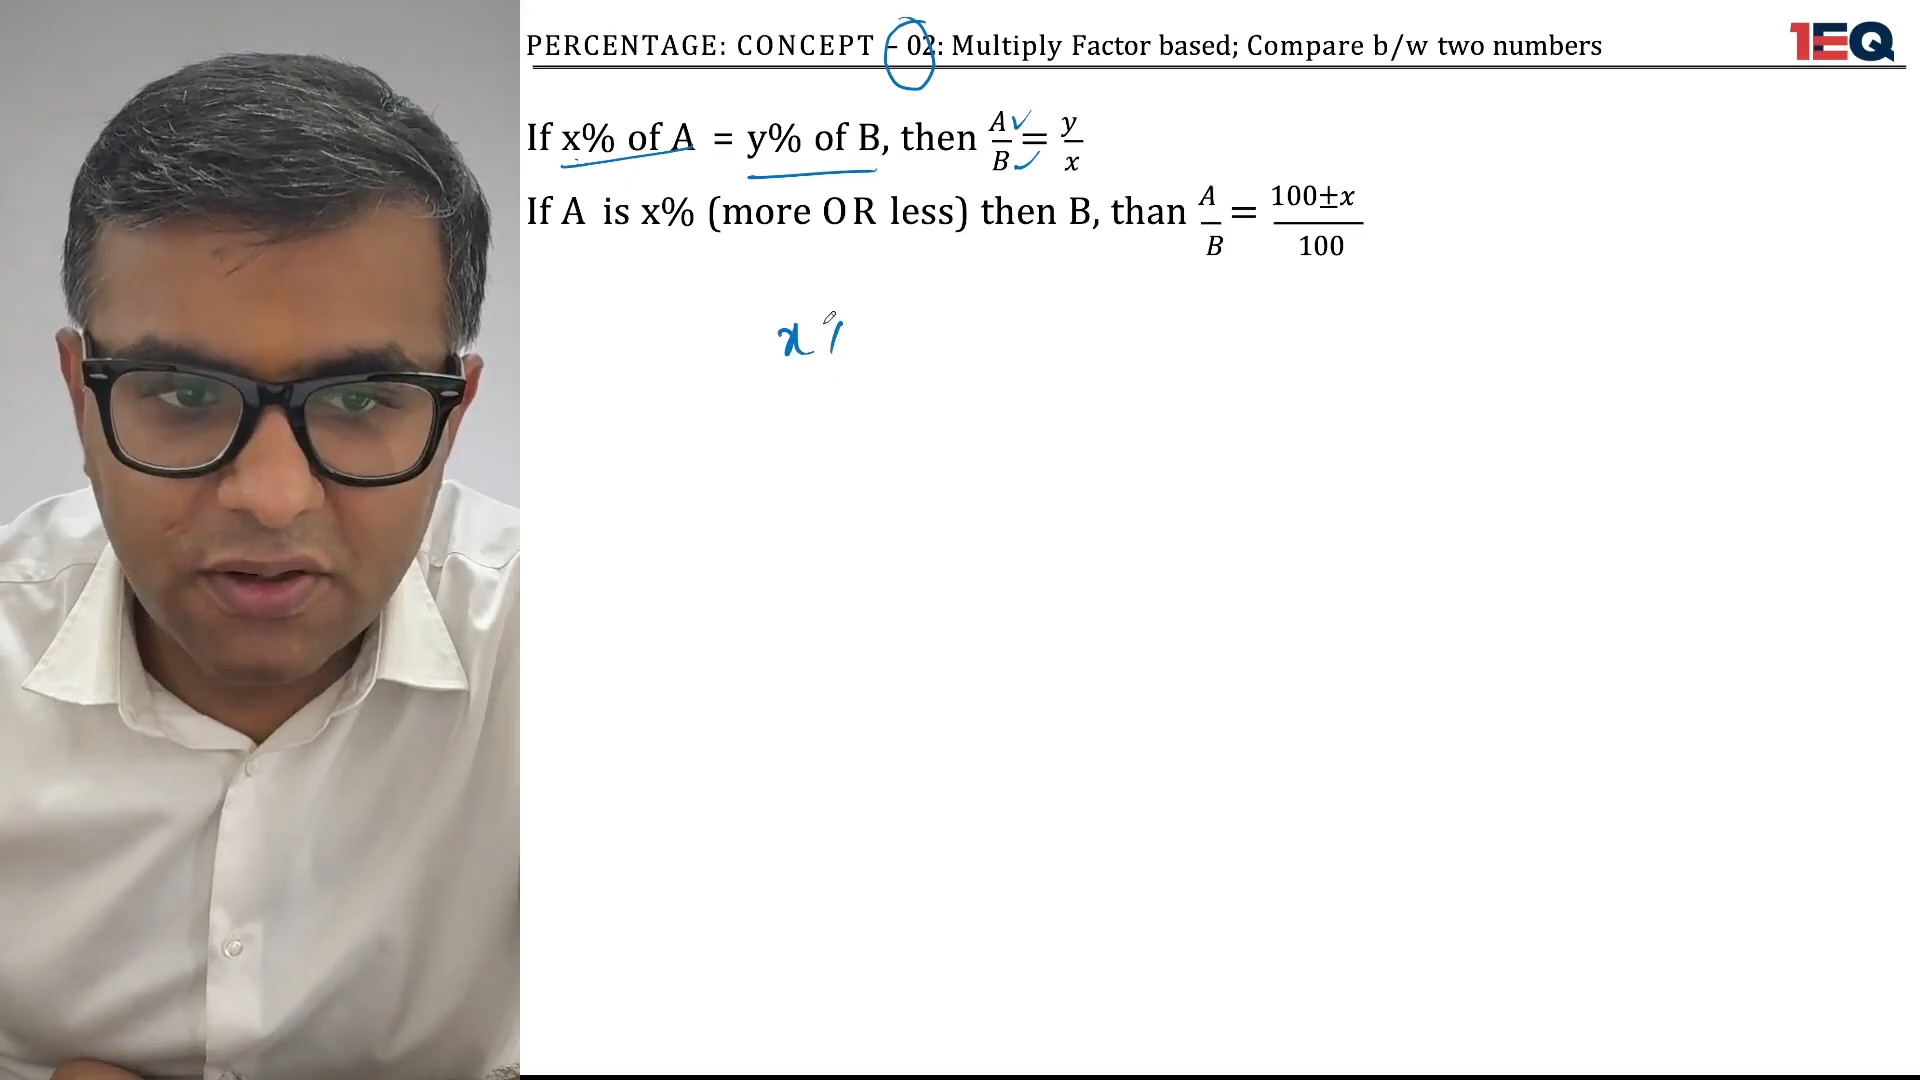 PERCENTAGE: CONCEPT – 02: Multiply Factor based; Compare b/w two numbers
1EQ
If x% of A = y% of B, then A/B = y/x
If A is x% (more OR less) then B, than A/B = 100±x/100
x /